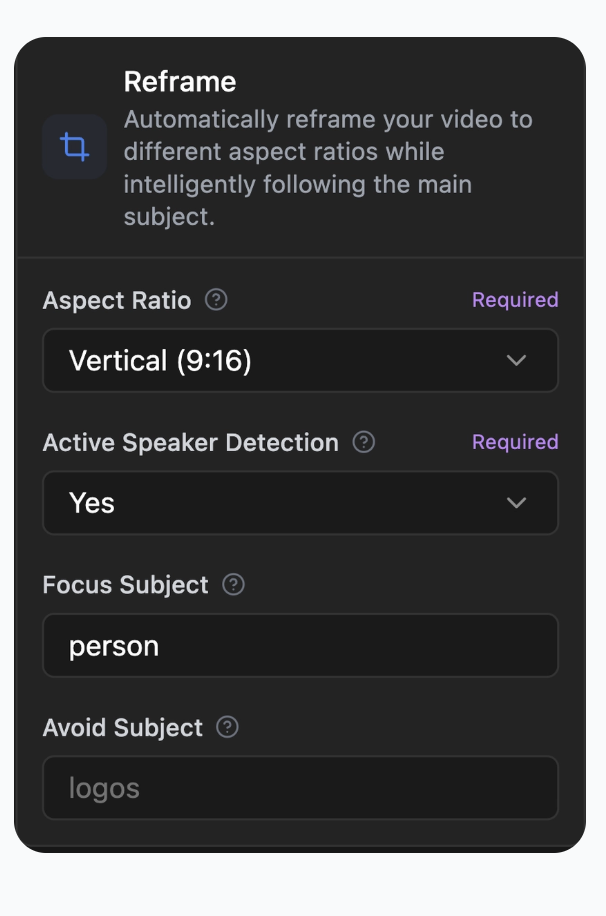 Reframe
Automatically reframe your video to
different aspect ratios while
intelligently following the main
subject.
Aspect Ratio ? Required
Vertical (9:16)
Active Speaker Detection ? Required
Yes
Focus Subject ?
person
Avoid Subject ?
logos